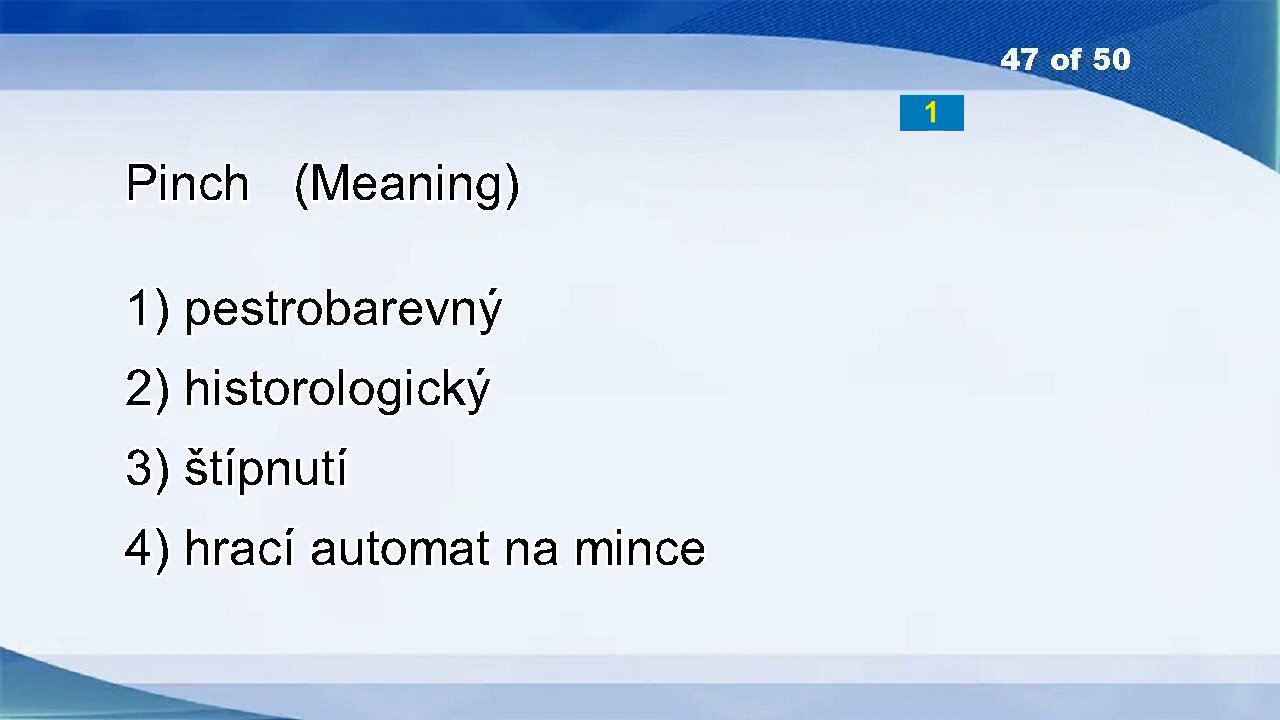 47 of 50
1
Pinch (Meaning)
1) pestrobarevný
2) historologický
3) štípnutí
4) hrací automat na mince